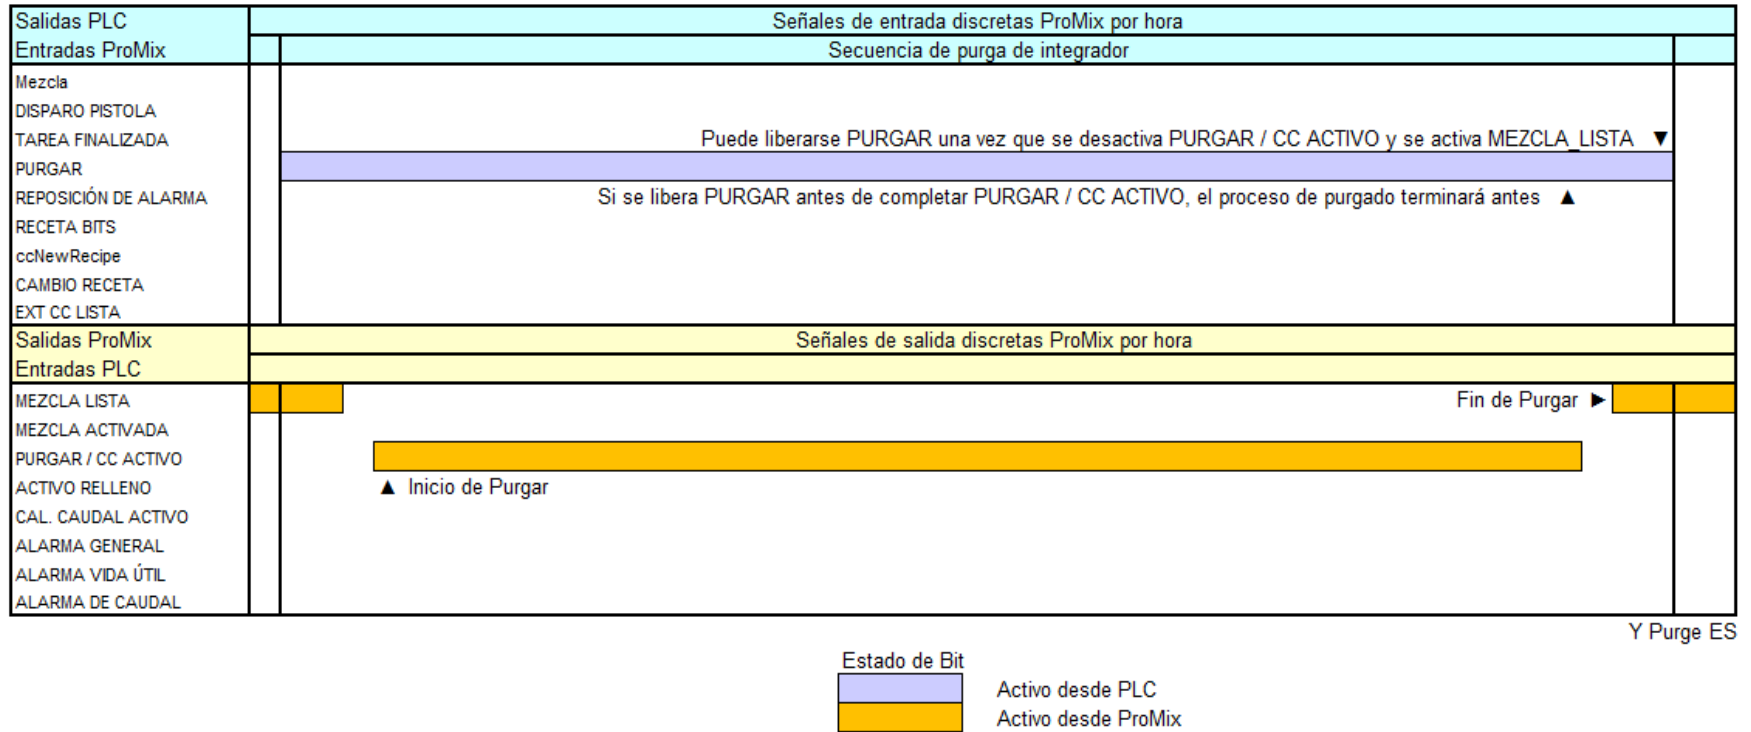 Salidas PLC
Señales de entrada discretas ProMix por hora
Entradas ProMix
Secuencia de purga de integrador
Mezcla
DISPARO PISTOLA
TAREA FINALIZADA
Puede liberarse PURGAR una vez que se desactiva PURGAR / CC ACTIVO y se activa MEZCLA_LISTA ▼
PURGAR
REPOSICIÓN DE ALARMA
Si se libera PURGAR antes de completar PURGAR / CC ACTIVO, el proceso de purgado terminará antes ▲
RECETA BITS
ccNewRecipe
CAMBIO RECETA
EXT CC LISTA
Salidas ProMix
Señales de salida discretas ProMix por hora
Entradas PLC
MEZCLA LISTA
Fin de Purgar ►
MEZCLA ACTIVADA
PURGAR / CC ACTIVO
ACTIVO RELLENO
▲ Inicio de Purgar
CAL. CAUDAL ACTIVO
ALARMA GENERAL
ALARMA VIDA ÚTIL
ALARMA DE CAUDAL
Y Purge ES
Estado de Bit
Activo desde PLC
Activo desde ProMix